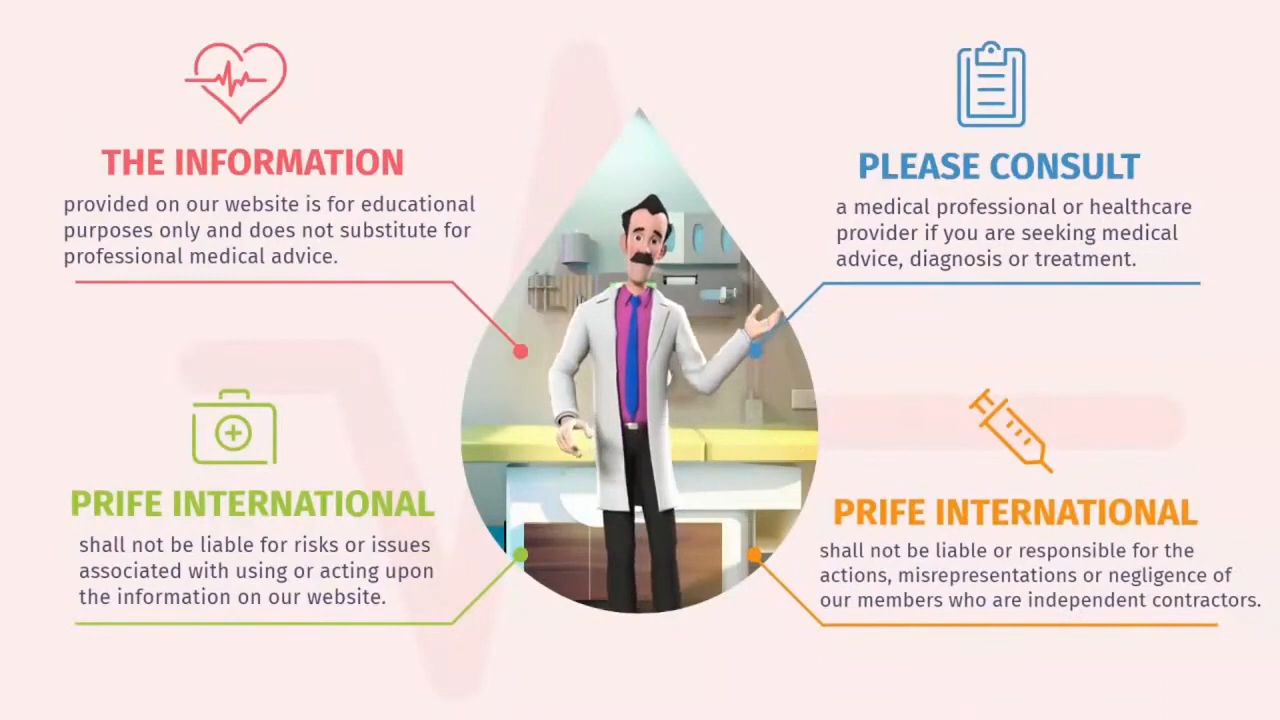 THE INFORMATION
provided on our website is for educational
purposes only and does not substitute for
professional medical advice.
PLEASE CONSULT
a medical professional or healthcare
provider if you are seeking medical
advice, diagnosis or treatment.
PRIFE INTERNATIONAL
shall not be liable for risks or issues
associated with using or acting upon
the information on our website.
PRIFE INTERNATIONAL
shall not be liable or responsible for the
actions, misrepresentations or negligence of
our members who are independent contractors.